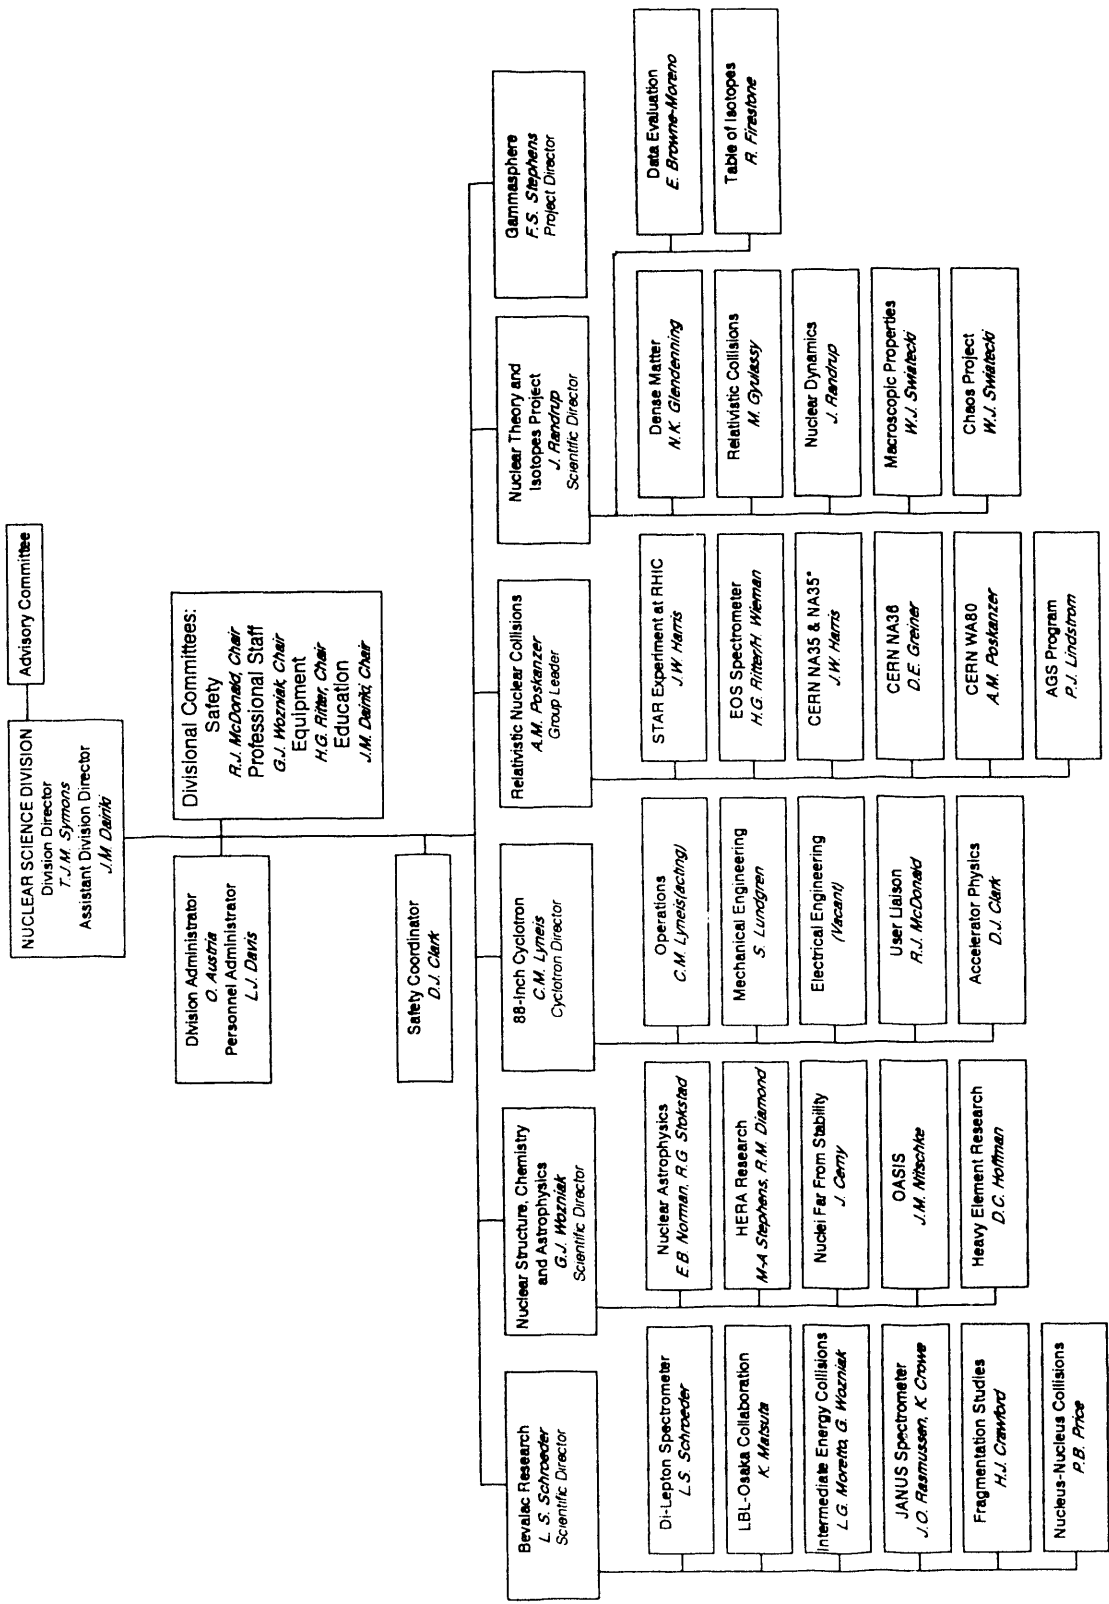 NUCLEAR SCIENCE DIVISION
Division Director
T.J.M. Symons
Assistant Division Director
J.M. Dairiki
Advisory Committee
Division Administrator
O. Austria
Personnel Administrator
L.J. Davis
Divisional Committees:
Safety
R.J. McDonald, Chair
Professional Staff
G.J. Wozniak, Chair
Equipment
H.G. Ritter, Chair
Education
J.M. Dairiki, Chair
Safety Coordinator
D.J. Clark
Bevalac Research
L. S. Schroeder
Scientific Director
Di-Lepton Spectrometer
L.S. Schroeder
LBL-Osaka Collaboration
K. Matsuta
Intermediate Energy Collisions
L.G. Moretto, G. Wozniak
JANUS Spectrometer
J.O. Rasmussen, K. Crowe
Fragmentation Studies
H.J. Crawford
Nucleus-Nucleus Collisions
P.B. Price
Nuclear Structure, Chemistry
and Astrophysics
G.J. Wozniak
Scientific Director
Nuclear Astrophysics
E.B. Norman, R.G. Stokstad
HERA Research
M-A Stephens, R.M. Diamond
Nuclei Far From Stability
J. Cerny
OASIS
J.M. Nitschke
Heavy Element Research
D.C. Hoffman
88-Inch Cyclotron
C.M. Lyneis
Cyclotron Director
Operations
C.M. Lyneis(acting)
Mechanical Engineering
S. Lundgren
Electrical Engineering
(Vacant)
User Liaison
R.J. McDonald
Accelerator Physics
D.J. Clark
Relativistic Nuclear Collisions
A.M. Poskanzer
Group Leader
STAR Experiment at RHIC
J.W. Harris
EOS Spectrometer
H.G. Ritter/H. Wieman
CERN NA35 & NA35*
J.W. Harris
CERN NA36
D.E. Greiner
CERN WA80
A.M. Poskanzer
AGS Program
P.J. Lindstrom
Nuclear Theory and
Isotopes Project
J. Randrup
Scientific Director
Dense Matter
N.K. Glendenning
Relativistic Collisions
M. Gyulassy
Nuclear Dynamics
J. Randrup
Macroscopic Properties
W.J. Swiatecki
Chaos Project
W.J. Swiatecki
Data Evaluation
E. Browne-Moreno
Table of Isotopes
R. Firestone
Gammasphere
F.S. Stephens
Project Director